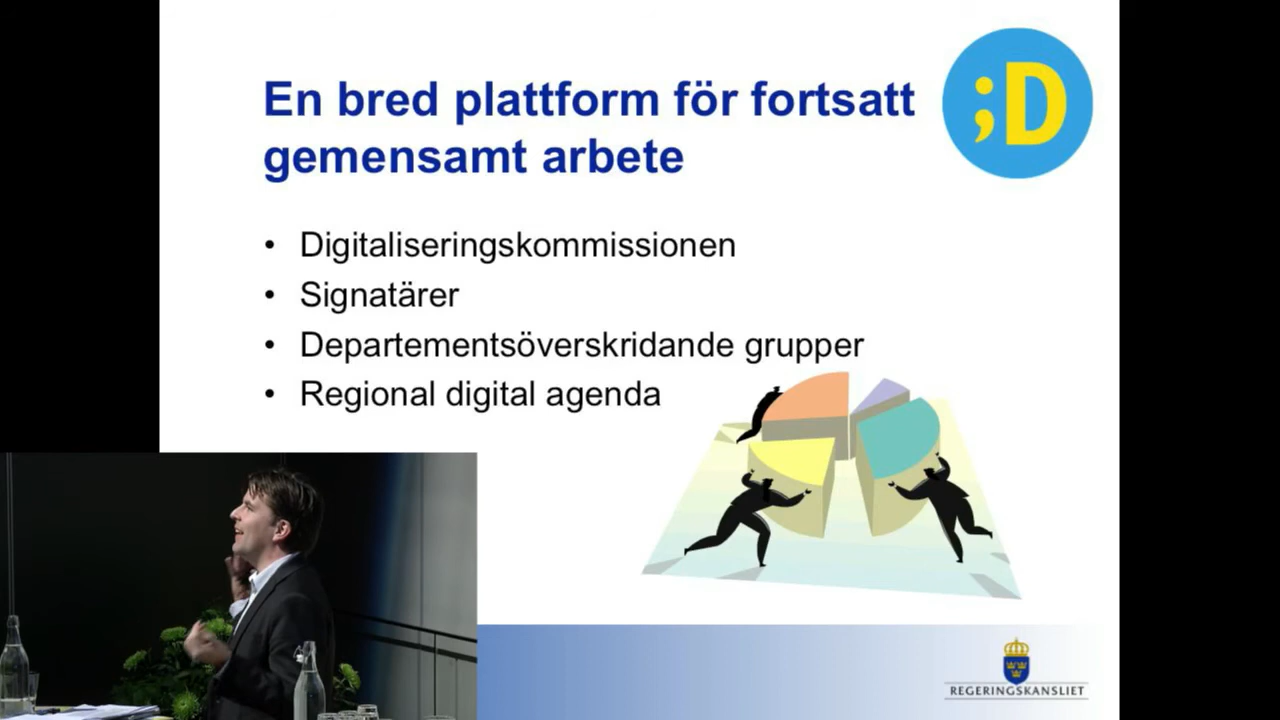 En bred plattform för fortsatt
gemensamt arbete
;D
• Digitaliseringskommissionen
• Signatärer
• Departementsöverskridande grupper
• Regional digital agenda
REGERINGSKANSLIET